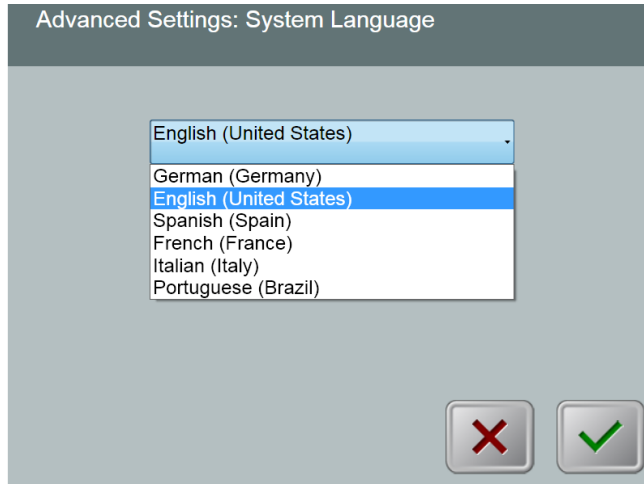 Advanced Settings: System Language
English (United States)
German (Germany)
English (United States)
Spanish (Spain)
French (France)
Italian (Italy)
Portuguese (Brazil)